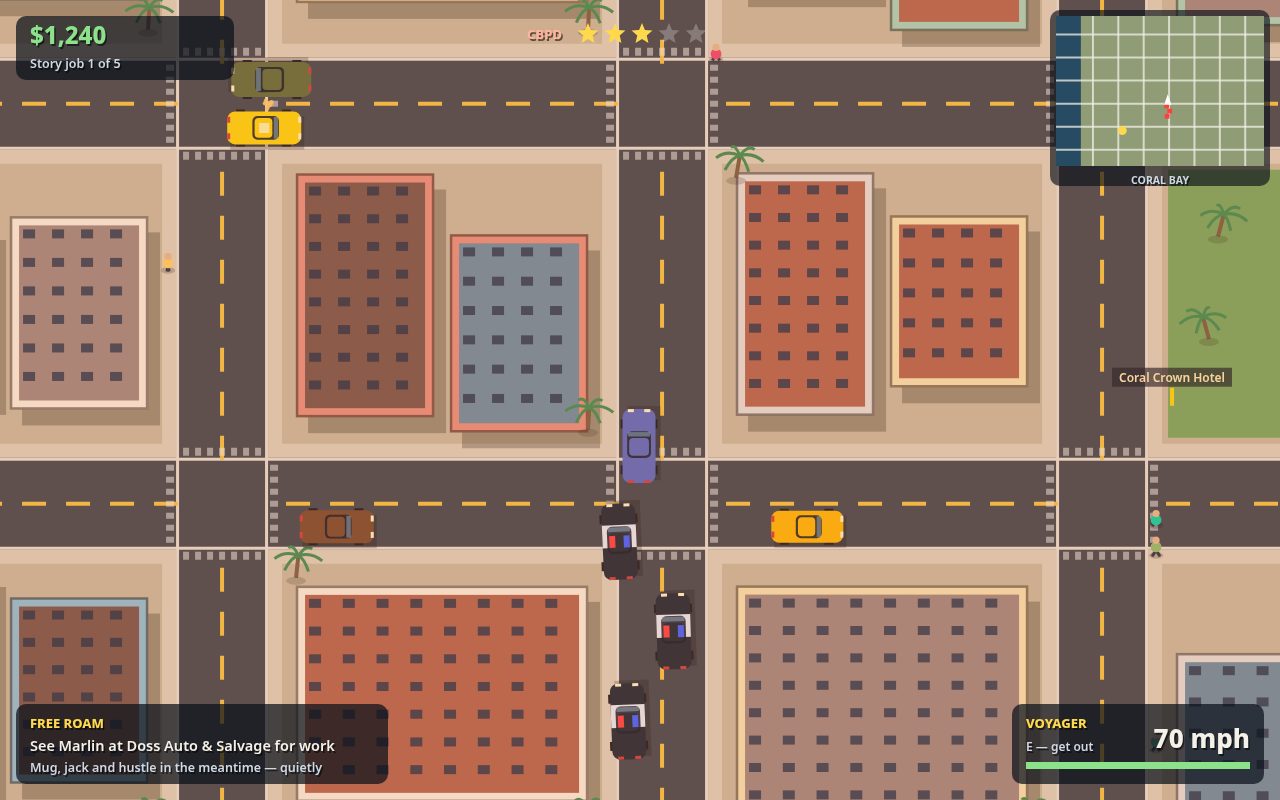 $1,240
Story job 1 of 5
CBPD
CORAL BAY
Coral Crown Hotel
FREE ROAM
See Marlin at Doss Auto & Salvage for work
Mug, jack and hustle in the meantime — quietly
VOYAGER
E — get out
70 mph